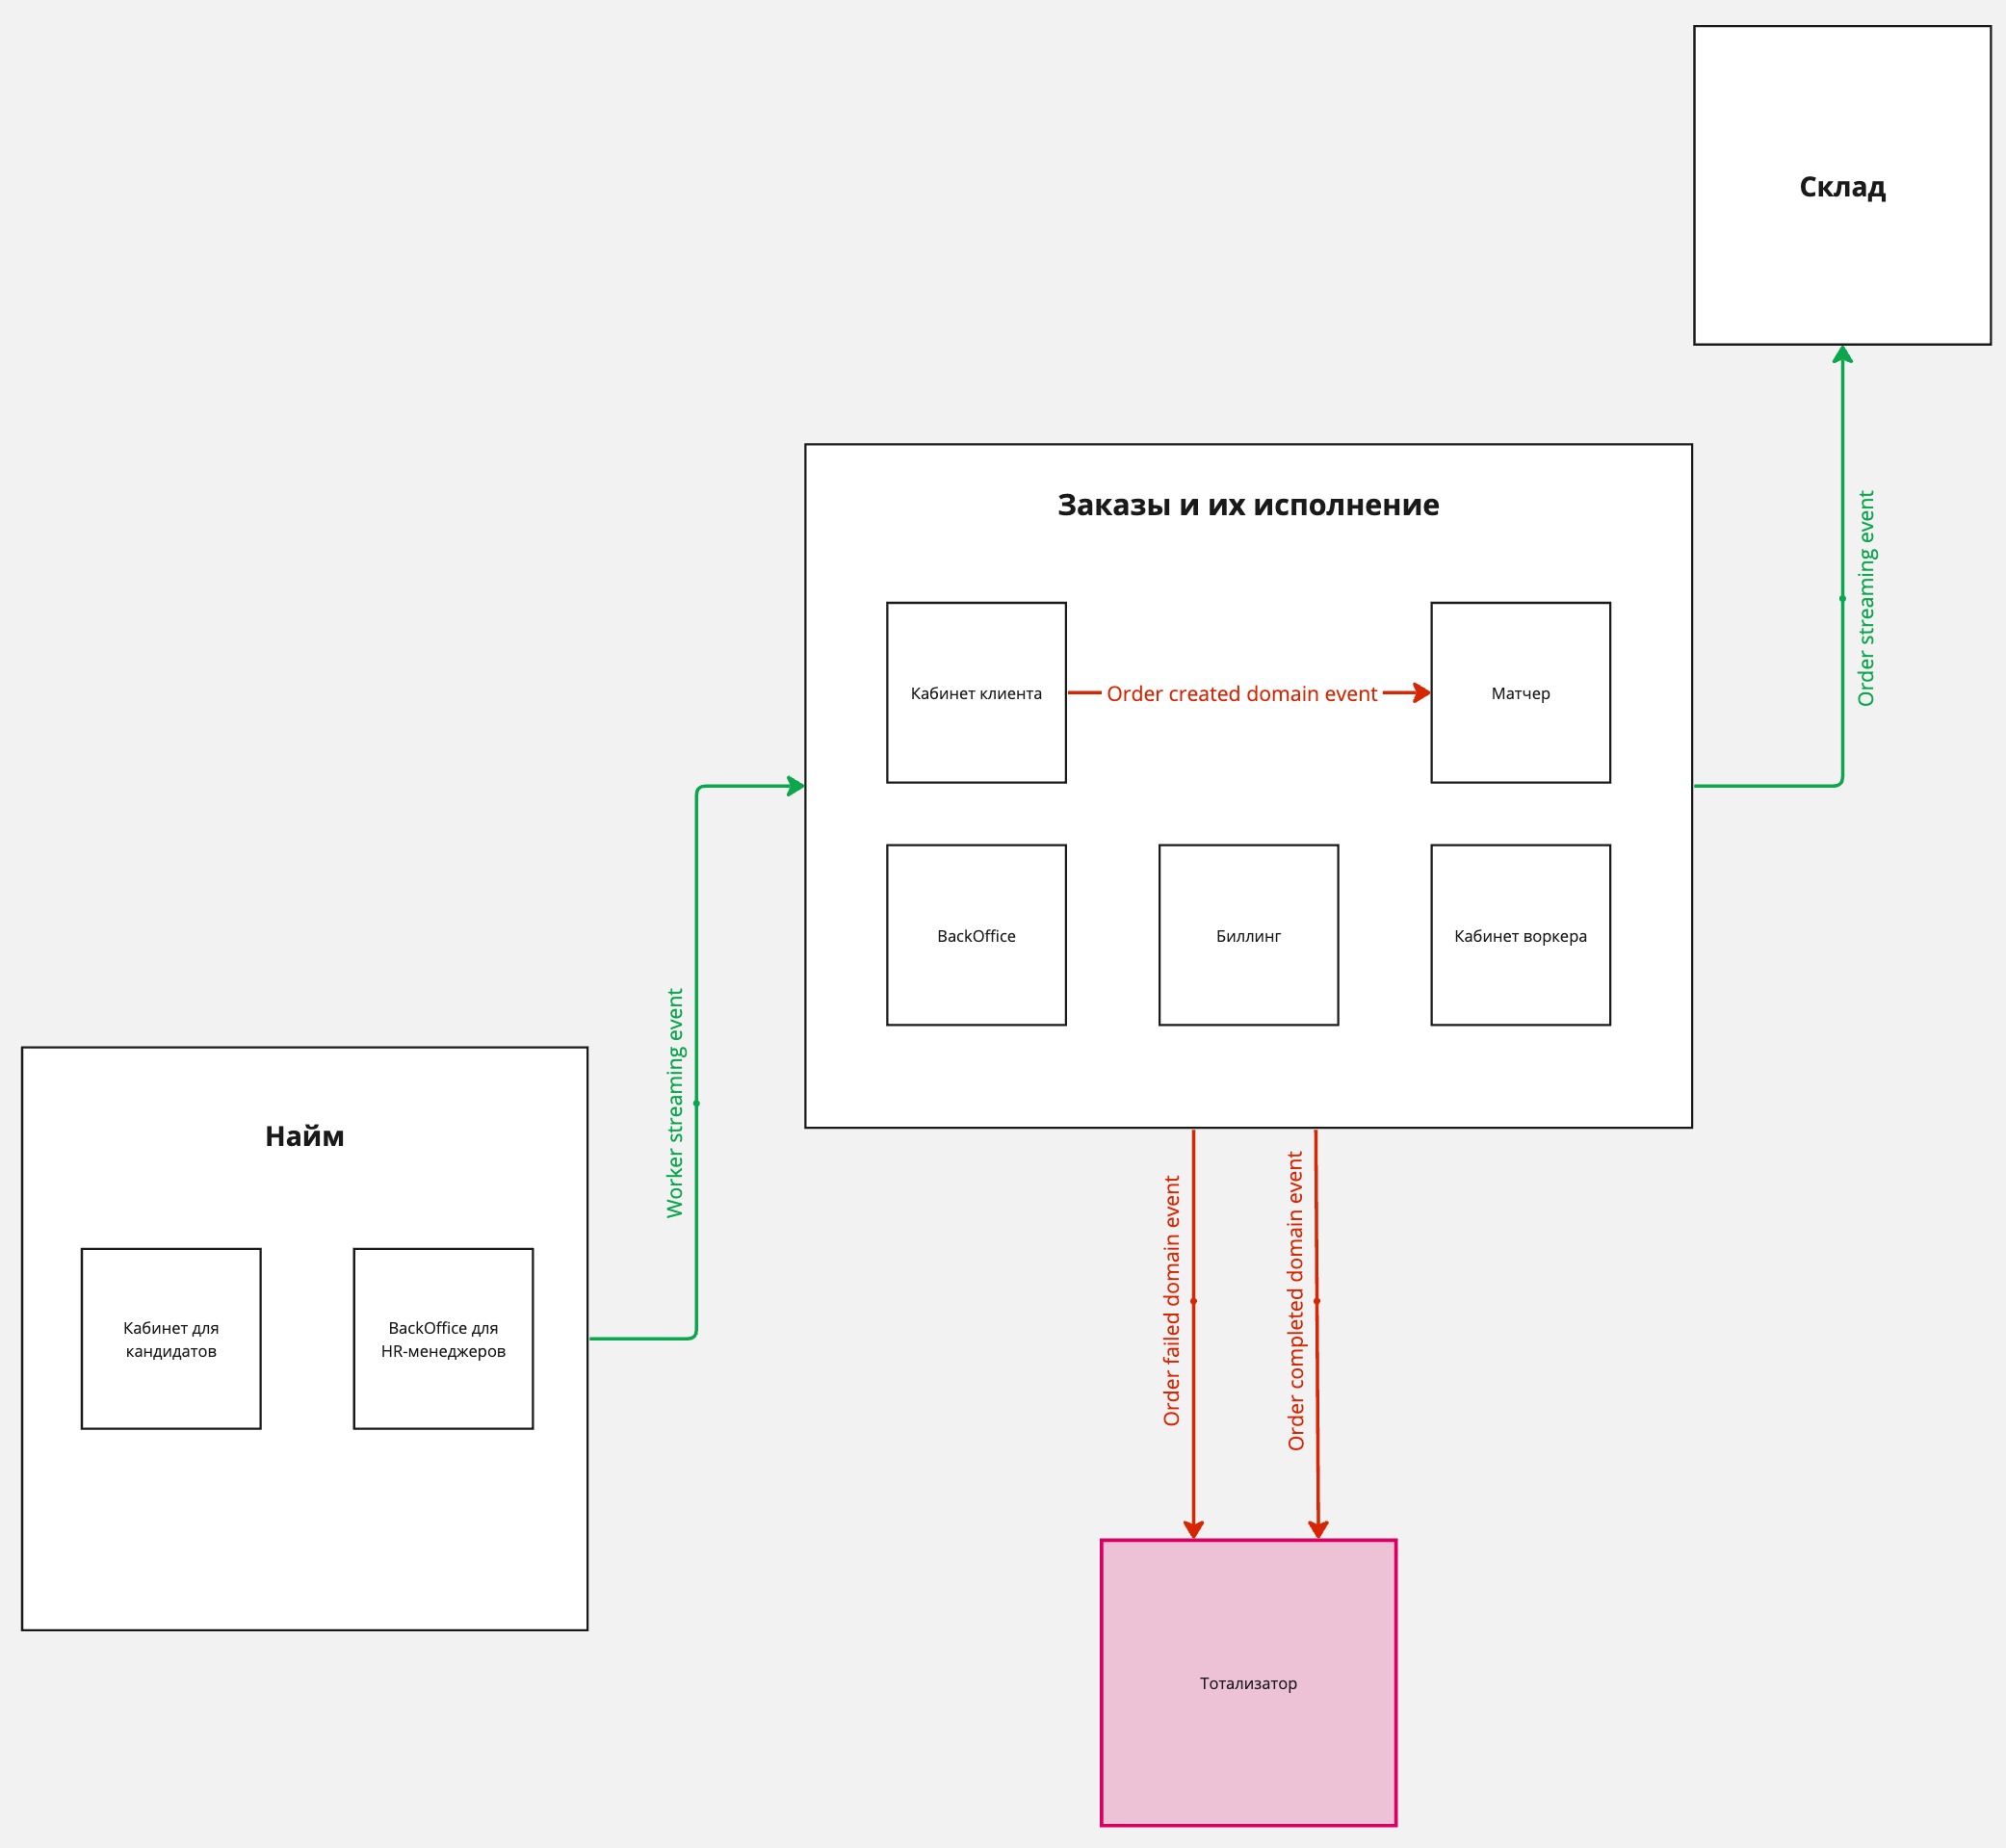 Склад
Order streaming event
Заказы и их исполнение
Кабинет клиента
Order created domain event
Матчер
BackOffice
Биллинг
Кабинет воркера
Worker streaming event
Найм
Кабинет для
кандидатов
BackOffice для
HR-менеджеров
Order failed domain event
Order completed domain event
Тотализатор